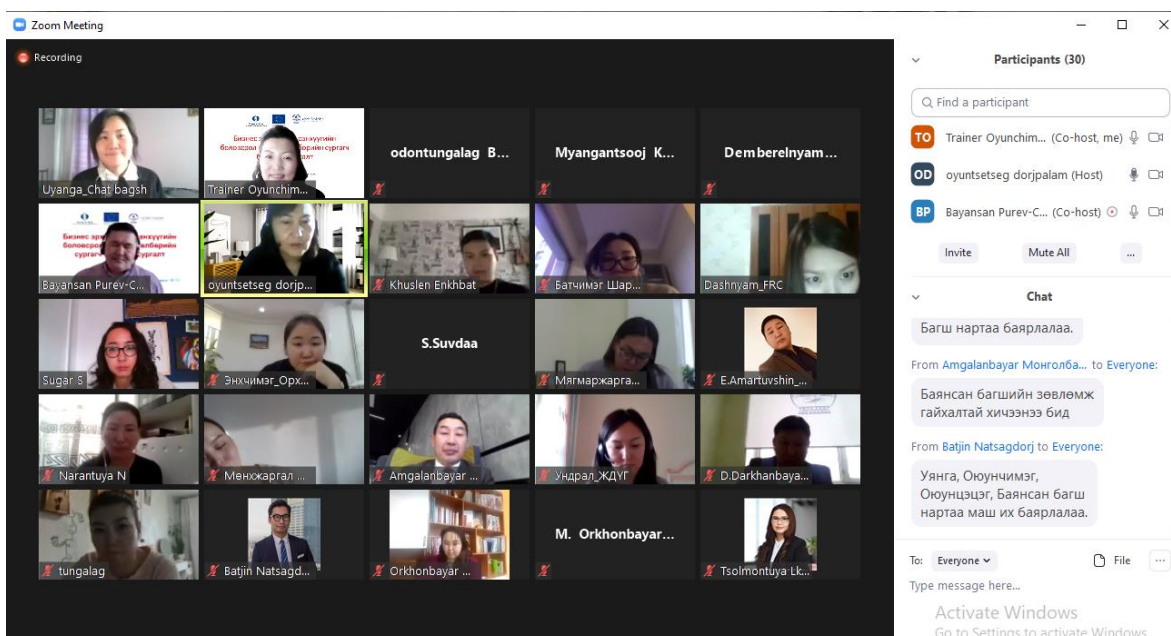 Zoom Meeting
Recording
Uyanga_Chat bagsh
Trainer Oyunchim...
odontungalag B...
Myangantsooj K...
Demberelnyam...
Bayansan Purev-C...
oyuntsetseg dorjp...
Khuslen Enkhbat
Батчимэг Шар...
Dashnyam_FRC
Sugar S
Энхчимэг_Орх...
S.Suvdaa
Мягмаржарга...
E.Amartuvshin_...
Narantuya N
Мөнхжаргал ...
Amgalanbayar ...
Ундрал_ЖДҮГ
D.Darkhanbaya...
tungalag
Batjin Natsagd...
Orkhonbayar ...
M. Orkhonbayar...
Tsolmontuya Lk...
Participants (30)
Find a participant
TO Trainer Oyunchim... (Co-host, me)
OD oyuntsetseg dorjpalam (Host)
BP Bayansan Purev-C... (Co-host)
Invite Mute All ...
Chat
Багш нартаа баярлалаа.
From Amgalanbayar Монголба... to Everyone:
Баянсан багшийн зөвлөмж
гайхалтай хичээнээ бид
From Batjin Natsagdorj to Everyone:
Уянга, Оюунчимэг,
Оюунцэцэг, Баянсан багш
нартаа маш их баярлалаа.
To: Everyone File ...
Type message here...
Activate Windows
Go to Settings to activate Windows.